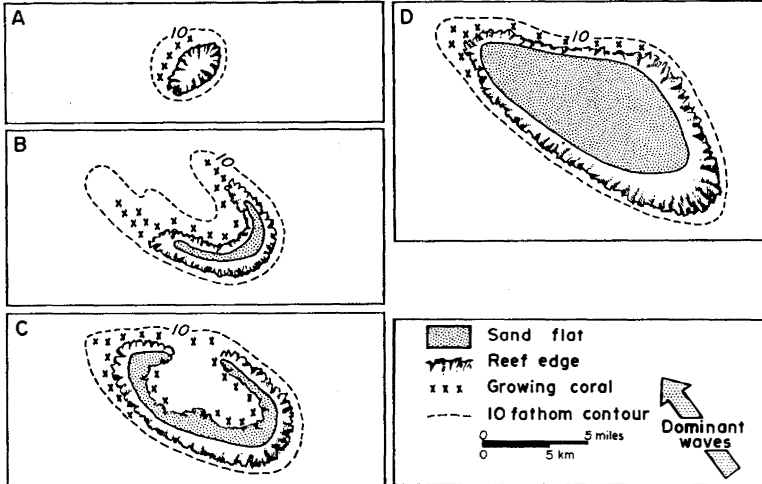 A
10
B
10
C
10
D
10
Sand flat
Reef edge
x x x Growing coral
10 fathom contour
0 5 miles
0 5 km
Dominant
waves